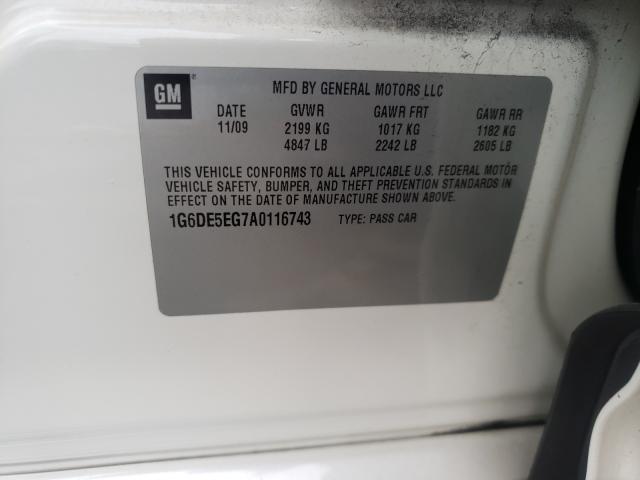 GM ®
MFD BY GENERAL MOTORS LLC
DATE GVWR GAWR FRT GAWR RR
11/09 2199 KG 1017 KG 1182 KG
4847 LB 2242 LB 2605 LB
THIS VEHICLE CONFORMS TO ALL APPLICABLE U.S. FEDERAL MOTOR
VEHICLE SAFETY, BUMPER, AND THEFT PREVENTION STANDARDS IN
EFFECT ON THE DATE OF MANUFACTURE SHOWN ABOVE.
1G6DE5EG7A0116743 TYPE: PASS CAR